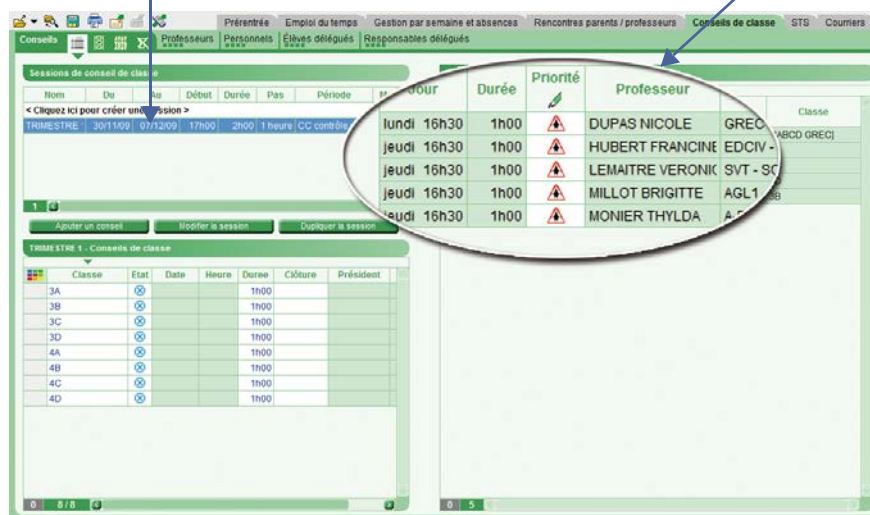 Prérentrée Emploi du temps Gestion par semaine et absences Rencontres parents / professeurs Conseils de classe STS Courriers
Conseils Professeurs Personnels Élèves délégués Responsables délégués
Sessions de conseil de classe
Nom Du Au Début Durée Pas Période
< Cliquez ici pour créer une session >
TRIMESTRE 30/11/09 07/12/09 17h00 2h00 1 heure CC contrôle
1
Ajouter un conseil Modifier la session Dupliquer la session
TRIMESTRE 1 - Conseils de classe
Classe Etat Date Heure Duree Clôture Président
3A 1h00
3B 1h00
3C 1h00
3D 1h00
4A 1h00
4B 1h00
4C 1h00
4D 1h00
0 8 / 8
Jour Durée Priorité Professeur
lundi 16h30 1h00 DUPAS NICOLE GREC
jeudi 16h30 1h00 HUBERT FRANCINE EDCIV -
jeudi 16h30 1h00 LEMAITRE VERONIC SVT - SC
jeudi 16h30 1h00 MILLOT BRIGITTE AGL1
jeudi 16h30 1h00 MONIER THYLDA
Classe
ABCD GREC]
0 5